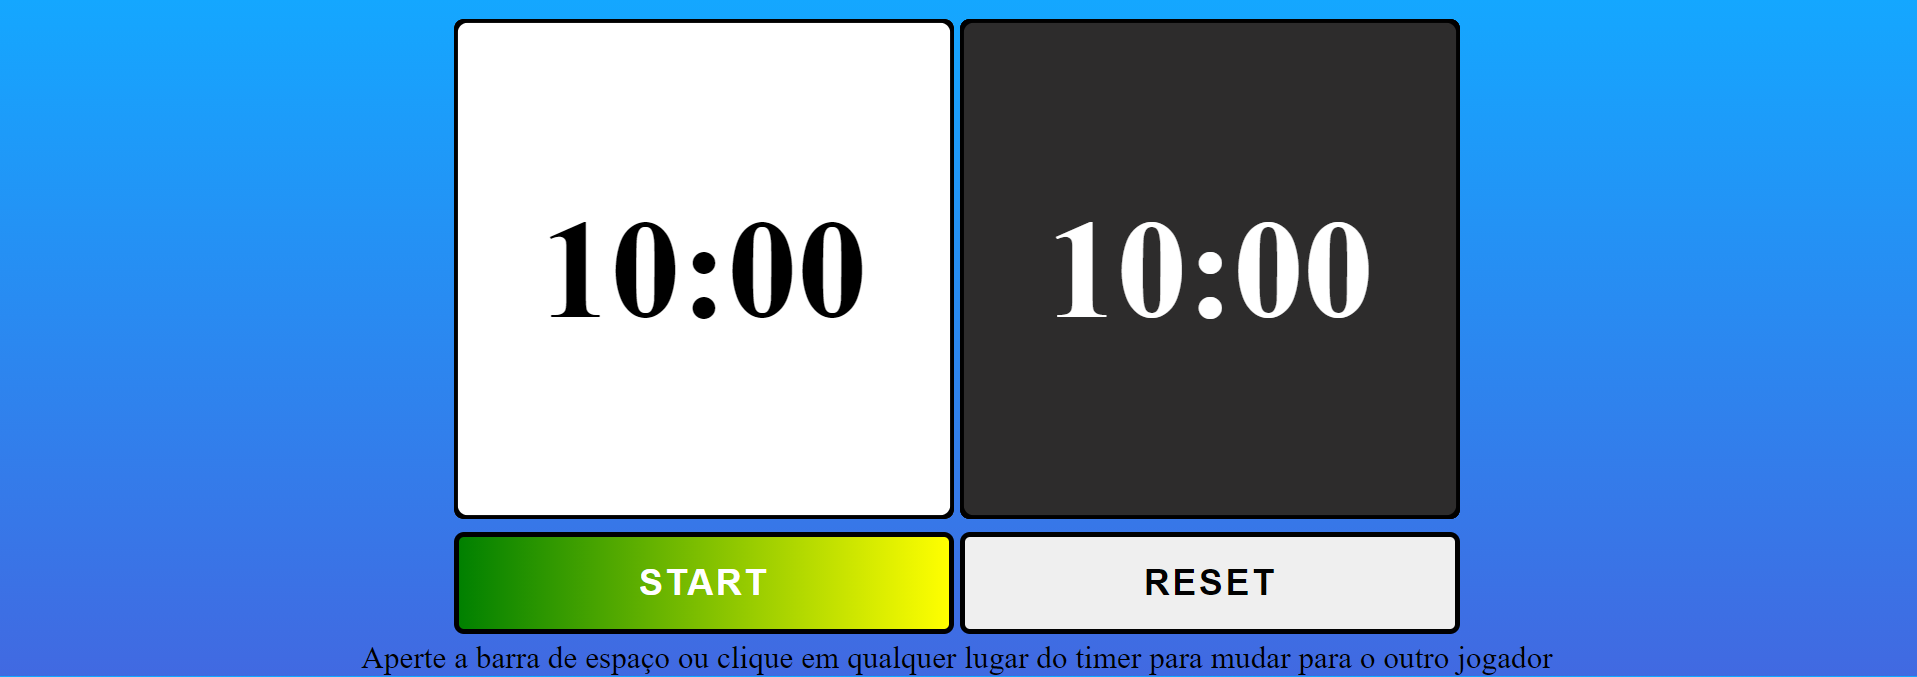 10:00
10:00
START
RESET
Aperte a barra de espaço ou clique em qualquer lugar do timer para mudar para o outro jogador